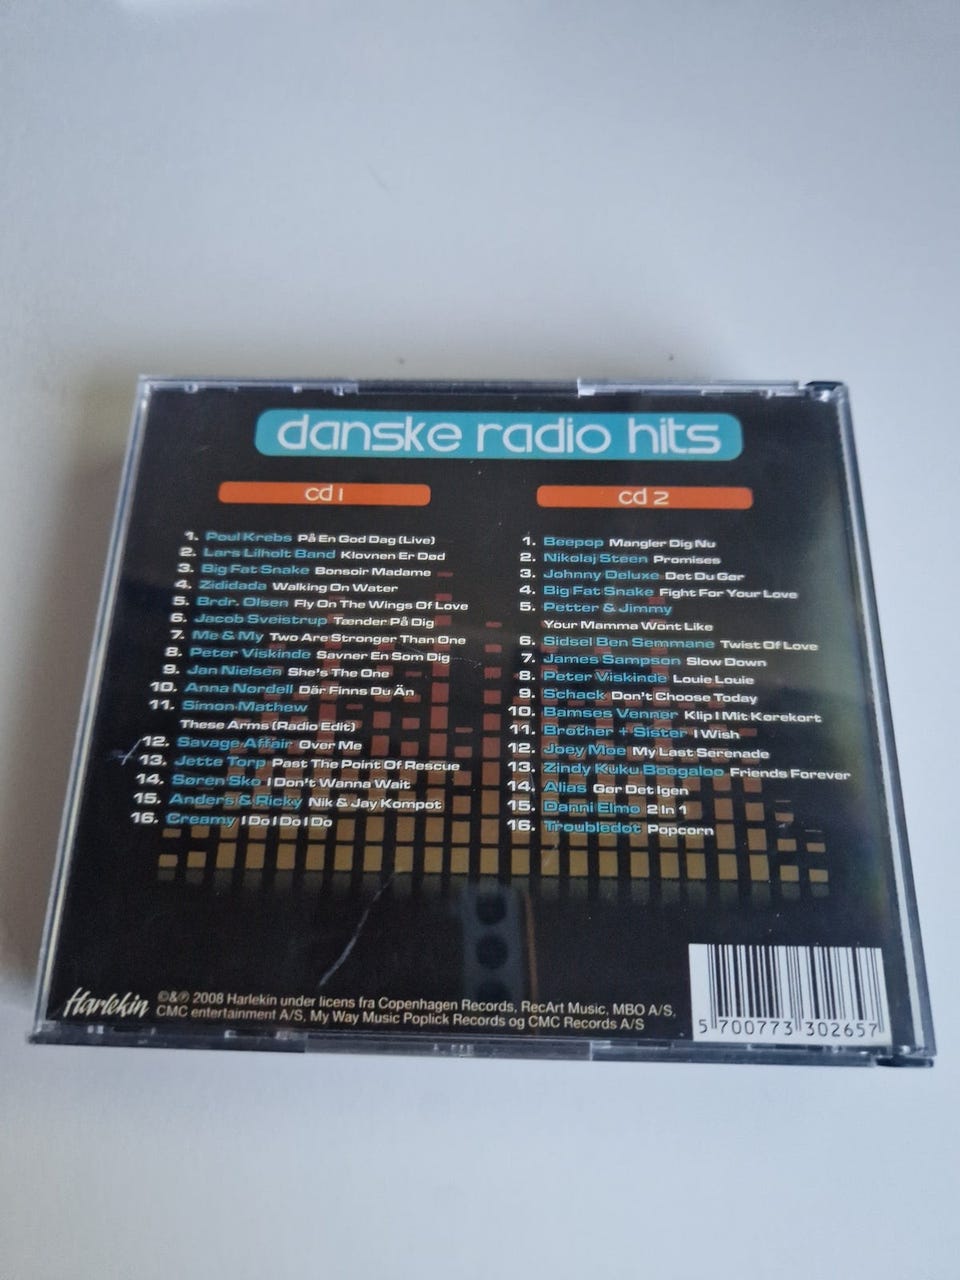 danske radio hits
cd 1
1. Poul Krebs På En God Dag (Live)
2. Lars Lilholt Band Klovnen Er Død
3. Big Fat Snake Bonsoir Madame
4. Zididada Walking On Water
5. Brdr. Olsen Fly On The Wings Of Love
6. Jacob Sveistrup Tænder På Dig
7. Me & My Two Are Stronger Than One
8. Peter Viskinde Savner En Som Dig
9. Jan Nielsen She's The One
10. Anna Nordell Där Finns Du Än
11. Simon Mathew
These Arms (Radio Edit)
12. Savage Affair Over Me
13. Jette Torp Past The Point Of Rescue
14. Søren Sko I Don't Wanna Wait
15. Anders & Ricky Nik & Jay Kompot
16. Creamy I Do I Do I Do
cd 2
1. Beepop Mangler Dig Nu
2. Nikolaj Steen Promises
3. Johnny Deluxe Det Du Gør
4. Big Fat Snake Fight For Your Love
5. Petter & Jimmy
Your Mamma Wont Like
6. Sidsel Ben Semmane Twist Of Love
7. James Sampson Slow Down
8. Peter Viskinde Louie Louie
9. Schack Don't Choose Today
10. Bamses Venner Klip I Mit Kørekort
11. Brother + Sister I Wish
12. Joey Moe My Last Serenade
13. Zindy Kuku Boogaloo Friends Forever
14. Alias Gør Det Igen
15. Danni Elmo 2 In 1
16. Troubledot Popcorn
Harlekin
©&℗ 2008 Harlekin under licens fra Copenhagen Records, RecArt Music, MBO A/S,
CMC entertainment A/S, My Way Music Poplick Records og CMC Records A/S
5 700773 302657